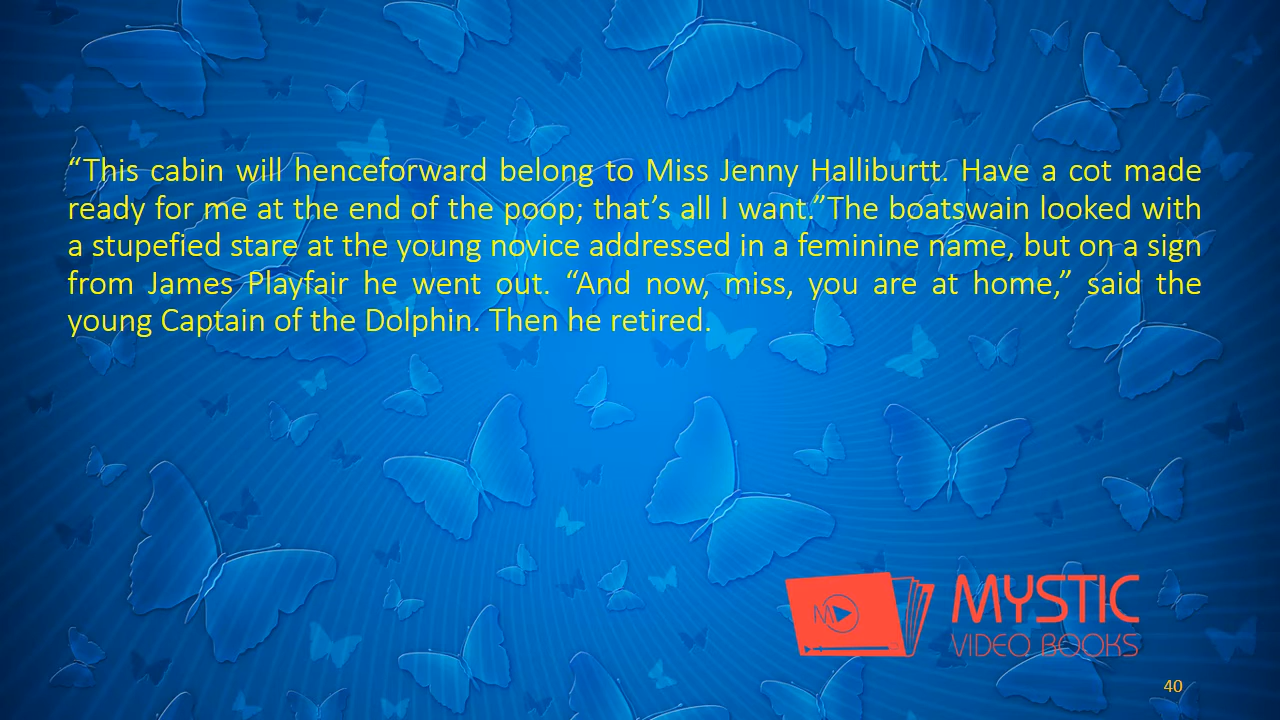 “This cabin will henceforward belong to Miss Jenny Halliburtt. Have a cot made
ready for me at the end of the poop; that’s all I want.”The boatswain looked with
a stupefied stare at the young novice addressed in a feminine name, but on a sign
from James Playfair he went out. “And now, miss, you are at home,” said the
young Captain of the Dolphin. Then he retired.
M
MYSTIC
VIDEO BOOKS
40